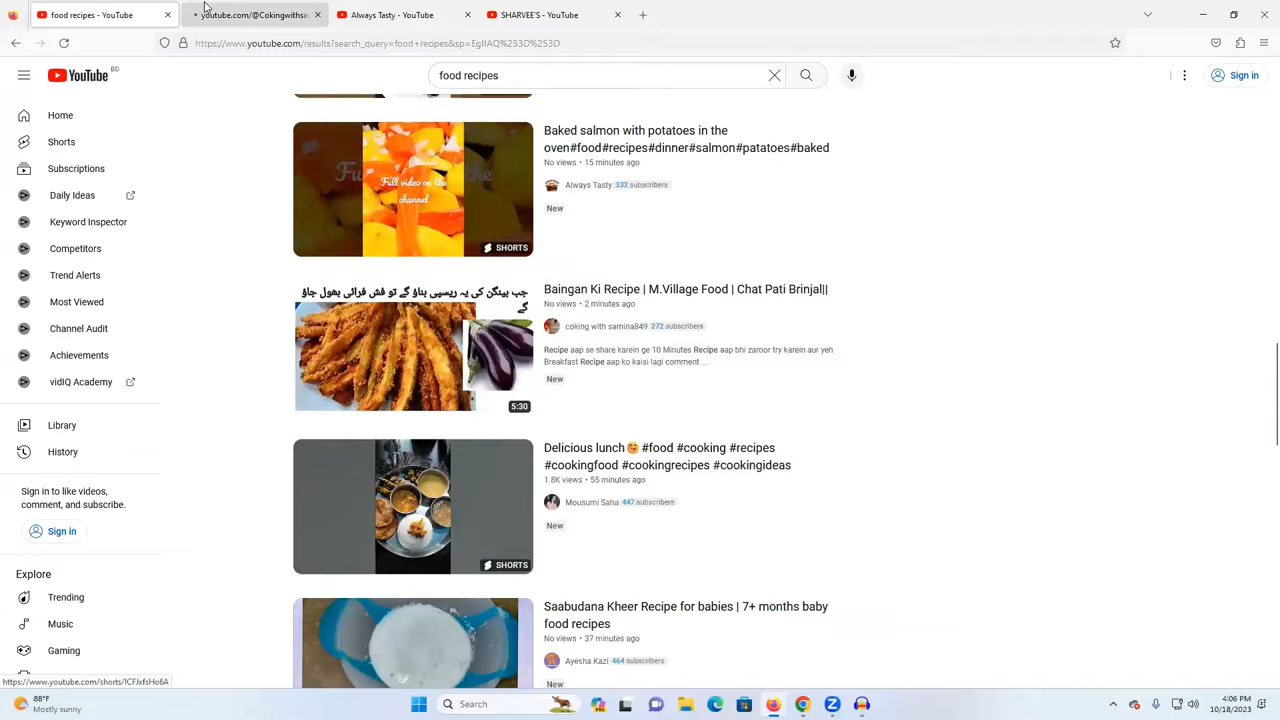 food recipes - YouTube
youtube.com/@Cokingwithsar
Always Tasty - YouTube
SHARVEE'S - YouTube
https://www.youtube.com/results?search_query=food+recipes&sp=EgIIAQ%253D%253D
YouTube BD
food recipes
Sign in
Home
Shorts
Subscriptions
Daily Ideas
Keyword Inspector
Competitors
Trend Alerts
Most Viewed
Channel Audit
Achievements
vidIQ Academy
Library
History
Sign in to like videos,
comment, and subscribe.
Sign in
Explore
Trending
Music
Gaming
https://www.youtube.com/shorts/ICFJxfsHo6A
Full video on the
channel
SHORTS
Baked salmon with potatoes in the
oven#food#recipes#dinner#salmon#patatoes#baked
No views • 15 minutes ago
Always Tasty 332 subscribers
New
جب بینگن کی یہ ریسپی بناؤ گے تو فش فرائی بھول جاؤ
گے
5:30
Baingan Ki Recipe | M.Village Food | Chat Pati Brinjal||
No views • 2 minutes ago
coking with samina849 272 subscribers
Recipe aap se share karein ge 10 Minutes Recipe aap bhi zaroor try karein aur yeh
Breakfast Recipe aap ko kaisi lagi comment ...
New
SHORTS
Delicious lunch🥰 #food #cooking #recipes
#cookingfood #cookingrecipes #cookingideas
1.8K views • 55 minutes ago
Mousumi Saha 447 subscribers
New
Saabudana Kheer Recipe for babies | 7+ months baby
food recipes
No views • 37 minutes ago
Ayesha Kazi 464 subscribers
New
88°F
Mostly sunny
Search
4:06 PM
10/18/2023